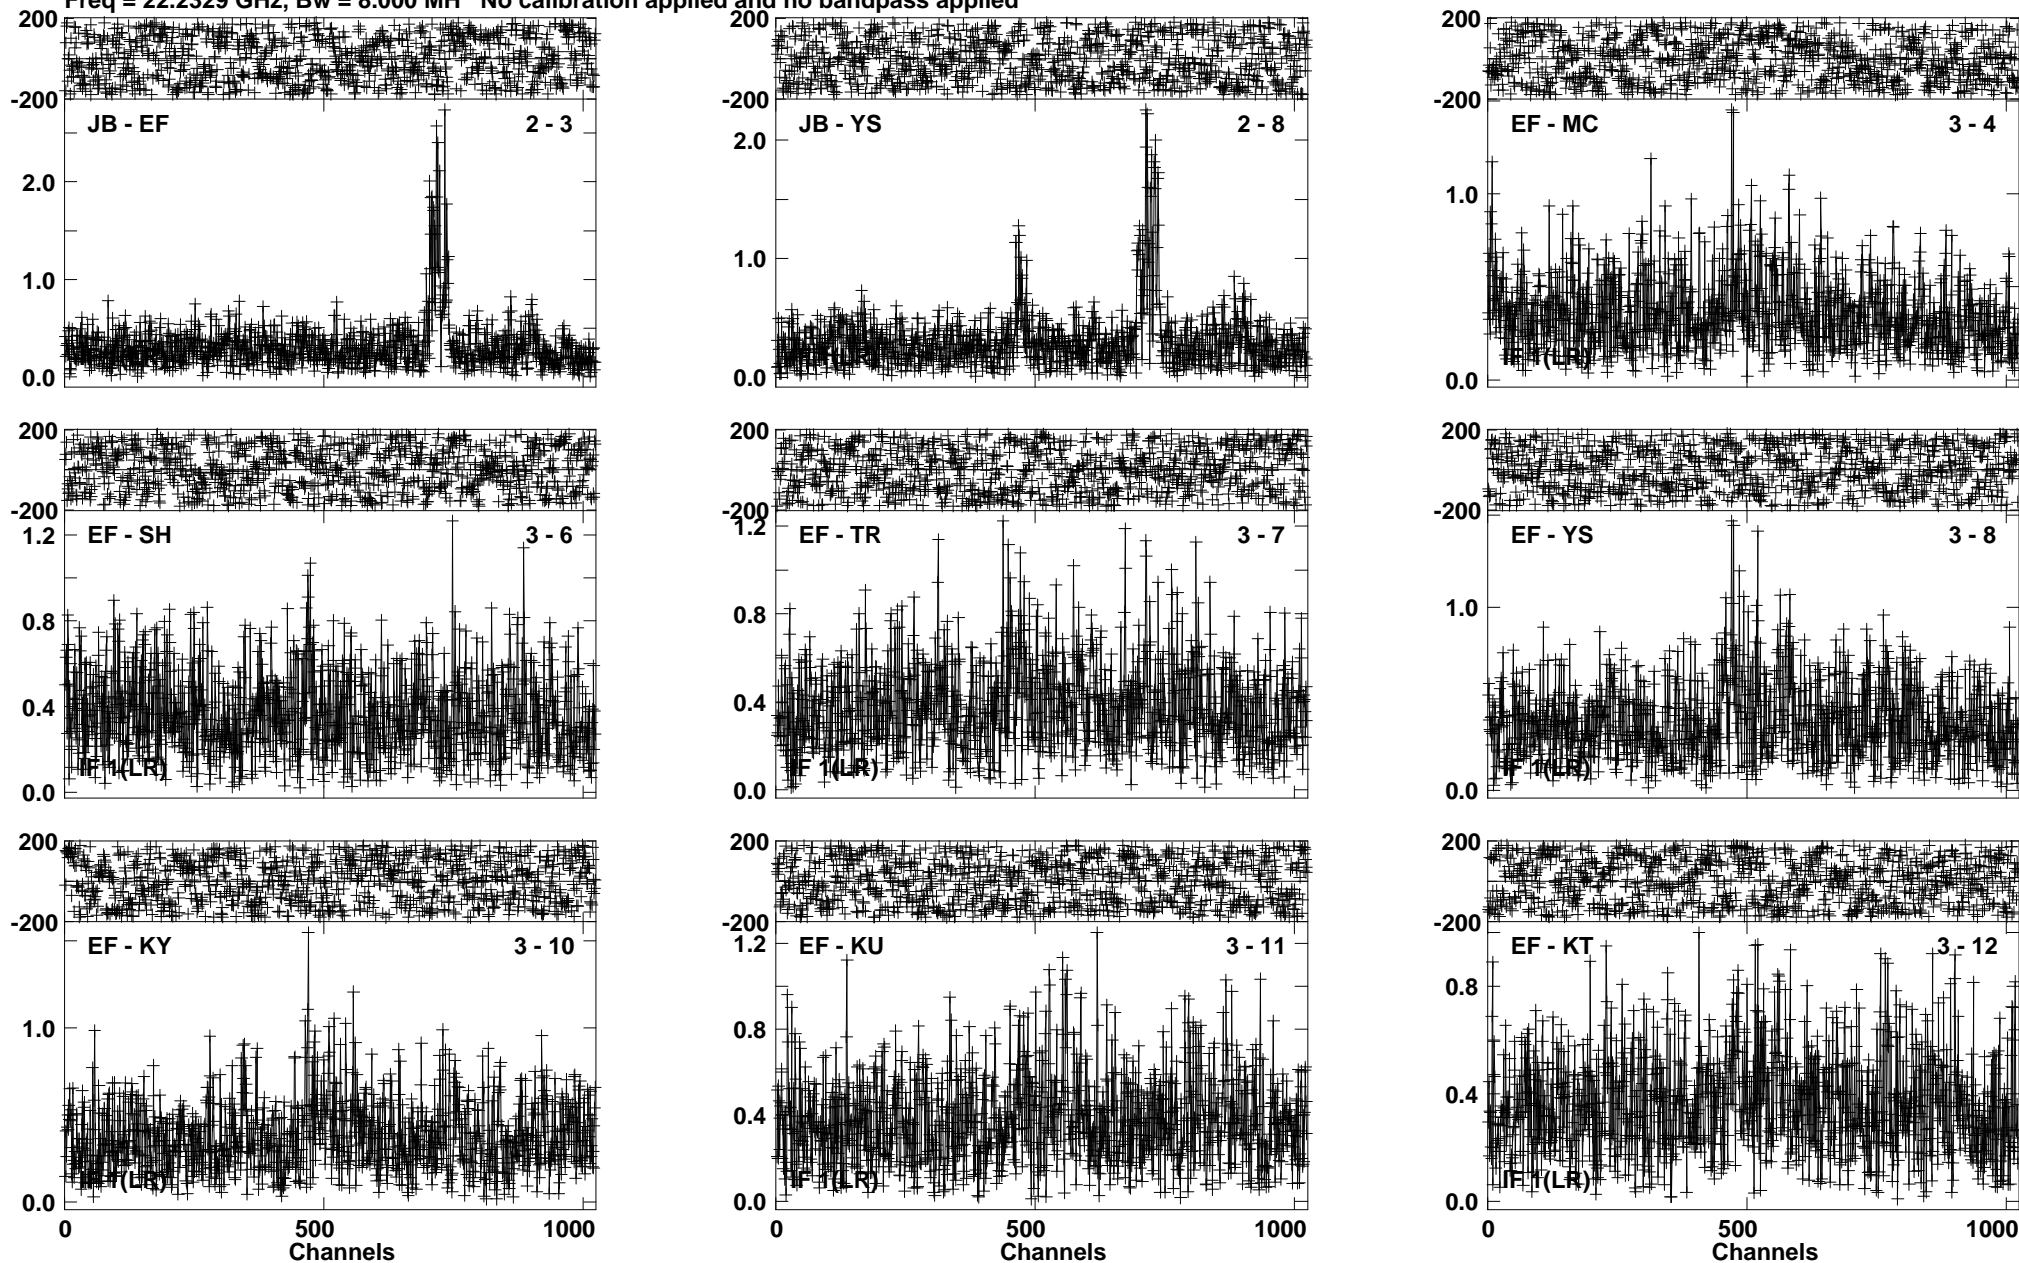 Freq = 22.2329 GHz, Bw = 8.000 MH No calibration applied and no bandpass applied
200 200 200
-200 -200 -200
JB - EF 2 - 3 JB - YS 2 - 8 EF - MC 3 - 4
2.0 2.0 1.0
1.0 1.0
IF 1(LR)
0.0 0.0 0.0
200 200 200
-200 -200 -200
EF - SH 3 - 6 EF - TR 3 - 7 EF - YS 3 - 8
1.2 1.2 1.0
0.8 0.8
0.4 0.4
IF 1(LR) IF 1(LR) IF 1(LR)
0.0 0.0 0.0
200 200 200
-200 -200 -200
EF - KY 3 - 10 EF - KU 3 - 11 EF - KT 3 - 12
1.0 1.2 0.8
0.8 0.4
0.4
IF 1(LR) IF 1(LR) IF 1(LR)
0.0 0.0 0.0
0 500 1000 0 500 1000 0 500 1000
Channels Channels Channels